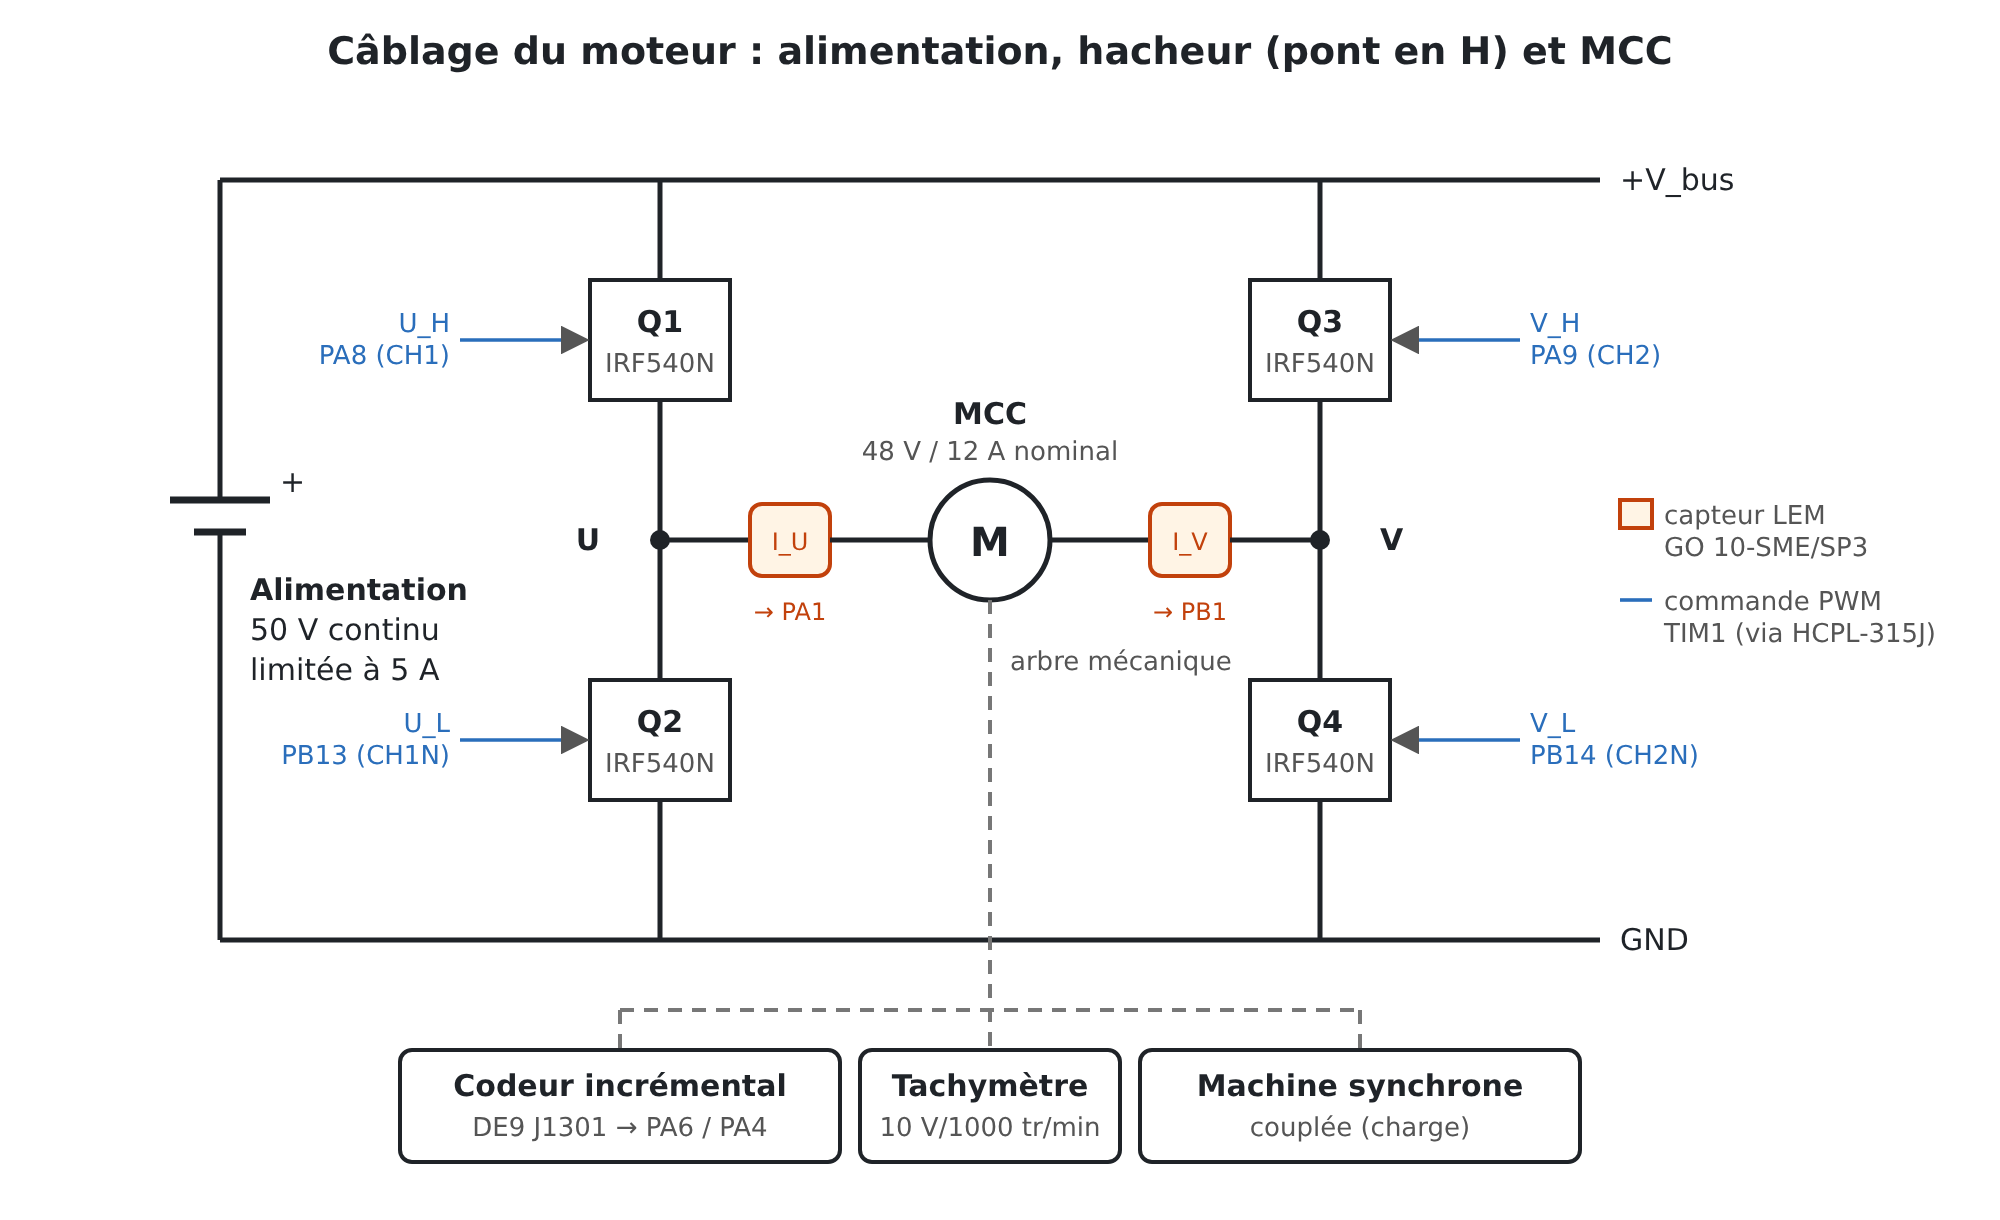 Câblage du moteur : alimentation, hacheur (pont en H) et MCC
+V_bus
U_H
PA8 (CH1)
Q1
IRF540N
Q3
IRF540N
V_H
PA9 (CH2)
MCC
48 V / 12 A nominal
+
U
I_U
M
I_V
V
→ PA1
→ PB1
capteur LEM
GO 10-SME/SP3
commande PWM
TIM1 (via HCPL-315J)
Alimentation
50 V continu
limitée à 5 A
arbre mécanique
U_L
PB13 (CH1N)
Q2
IRF540N
Q4
IRF540N
V_L
PB14 (CH2N)
GND
Codeur incrémental
DE9 J1301 → PA6 / PA4
Tachymètre
10 V/1000 tr/min
Machine synchrone
couplée (charge)